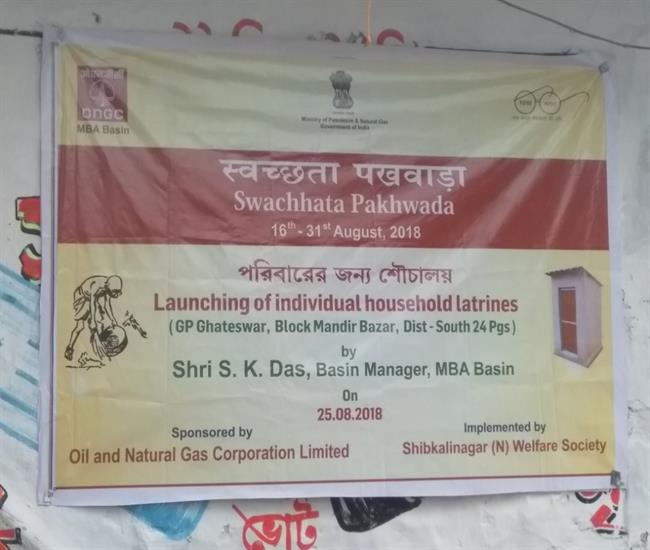 ओएनजीसी
ONGC
MBA Basin
Ministry of Petroleum & Natural Gas
Government of India
स्वच्छता पखवाड़ा
Swachhata Pakhwada
16th - 31st August, 2018
পরিবারের জন্য শৌচালয়
Launching of individual household latrines
(GP Ghateswar, Block Mandir Bazar, Dist - South 24 Pgs)
by
Shri S. K. Das, Basin Manager, MBA Basin
On
25.08.2018
Sponsored by
Oil and Natural Gas Corporation Limited
Implemented by
Shibkalinagar (N) Welfare Society
ভোট